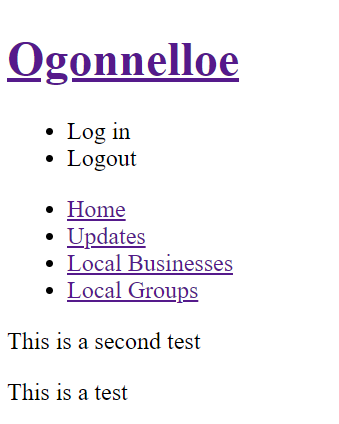 Ogonnelloe
Log in
Logout
Home
Updates
Local Businesses
Local Groups
This is a second test
This is a test